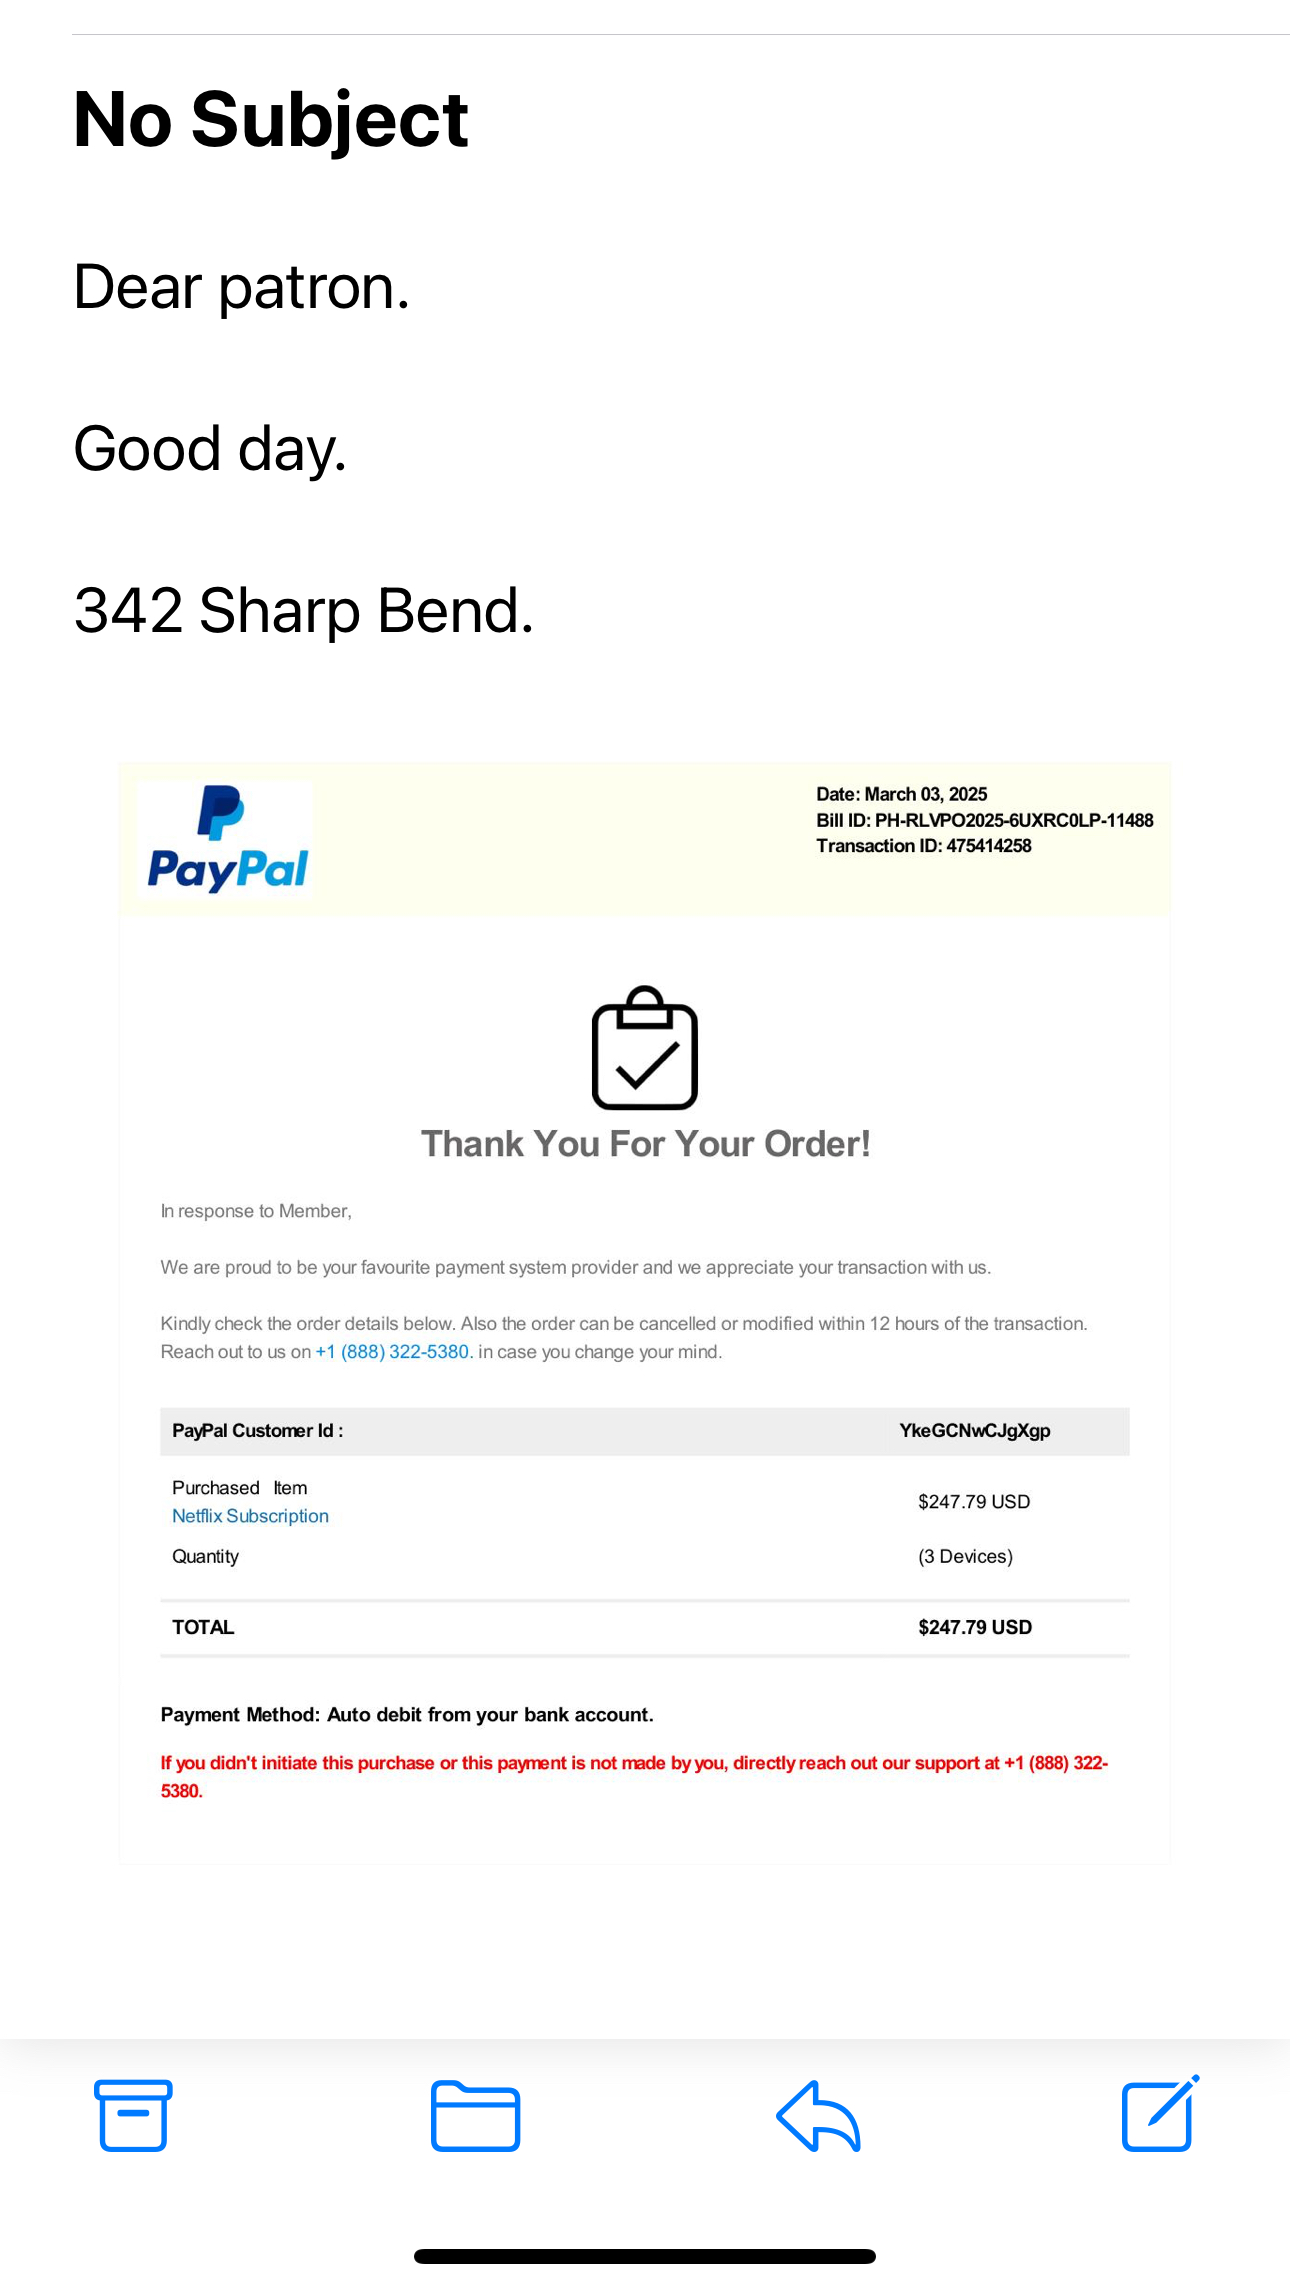 No Subject
Dear patron.
Good day.
342 Sharp Bend.
PayPal
Date: March 03, 2025
Bill ID: PH-RLVPO2025-6UXRC0LP-11488
Transaction ID: 475414258
Thank You For Your Order!
In response to Member,
We are proud to be your favourite payment system provider and we appreciate your transaction with us.
Kindly check the order details below. Also the order can be cancelled or modified within 12 hours of the transaction.
Reach out to us on +1 (888) 322-5380. in case you change your mind.
PayPal Customer Id : YkeGCNwCJgXgp
Purchased Item
Netflix Subscription
$247.79 USD
Quantity (3 Devices)
TOTAL $247.79 USD
Payment Method: Auto debit from your bank account.
If you didn't initiate this purchase or this payment is not made by you, directly reach out our support at +1 (888) 322-
5380.